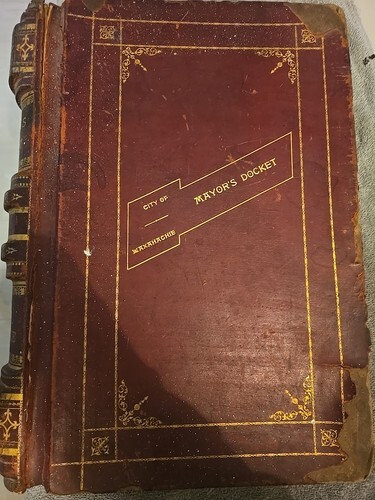 CITY OF
WAXAHACHIE
MAYOR'S DOCKET